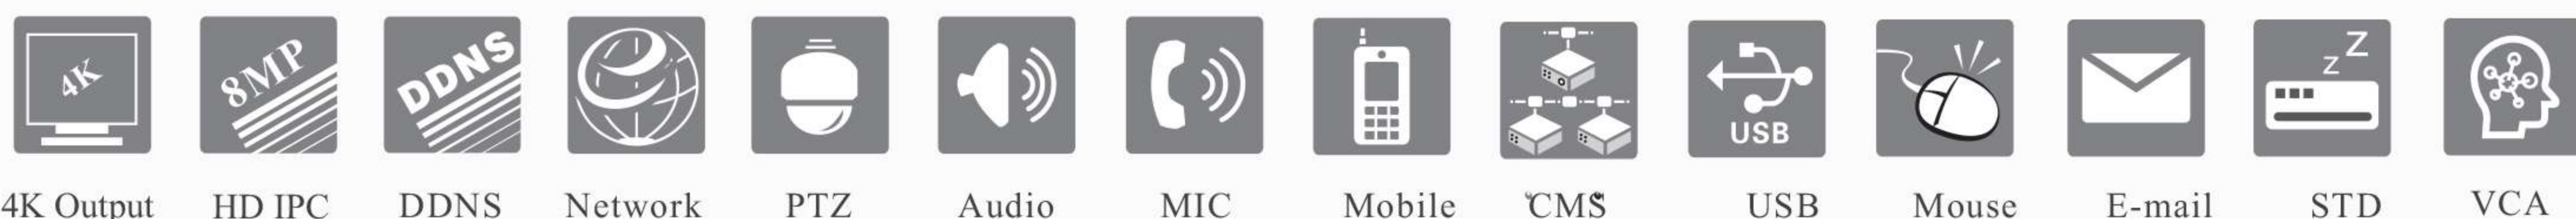 4K 8MP DDNS USB z Z
4K Output HD IPC DDNS Network PTZ Audio MIC Mobile CMS USB Mouse E-mail STD VCA